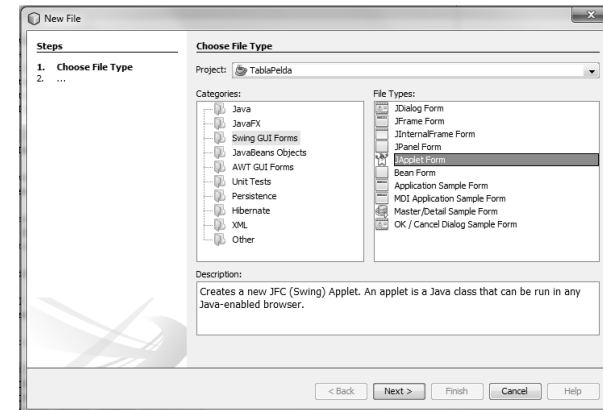 New File
Steps
1. Choose File Type
2. ...
Choose File Type
Project: TablaPelda
Categories:
Java
JavaFX
Swing GUI Forms
JavaBeans Objects
AWT GUI Forms
Unit Tests
Persistence
Hibernate
XML
Other
File Types:
JDialog Form
JFrame Form
JInternalFrame Form
JPanel Form
JApplet Form
Bean Form
Application Sample Form
MDI Application Sample Form
Master/Detail Sample Form
OK / Cancel Dialog Sample Form
Description:
Creates a new JFC (Swing) Applet. An applet is a Java class that can be run in any
Java-enabled browser.
< Back Next > Finish Cancel Help